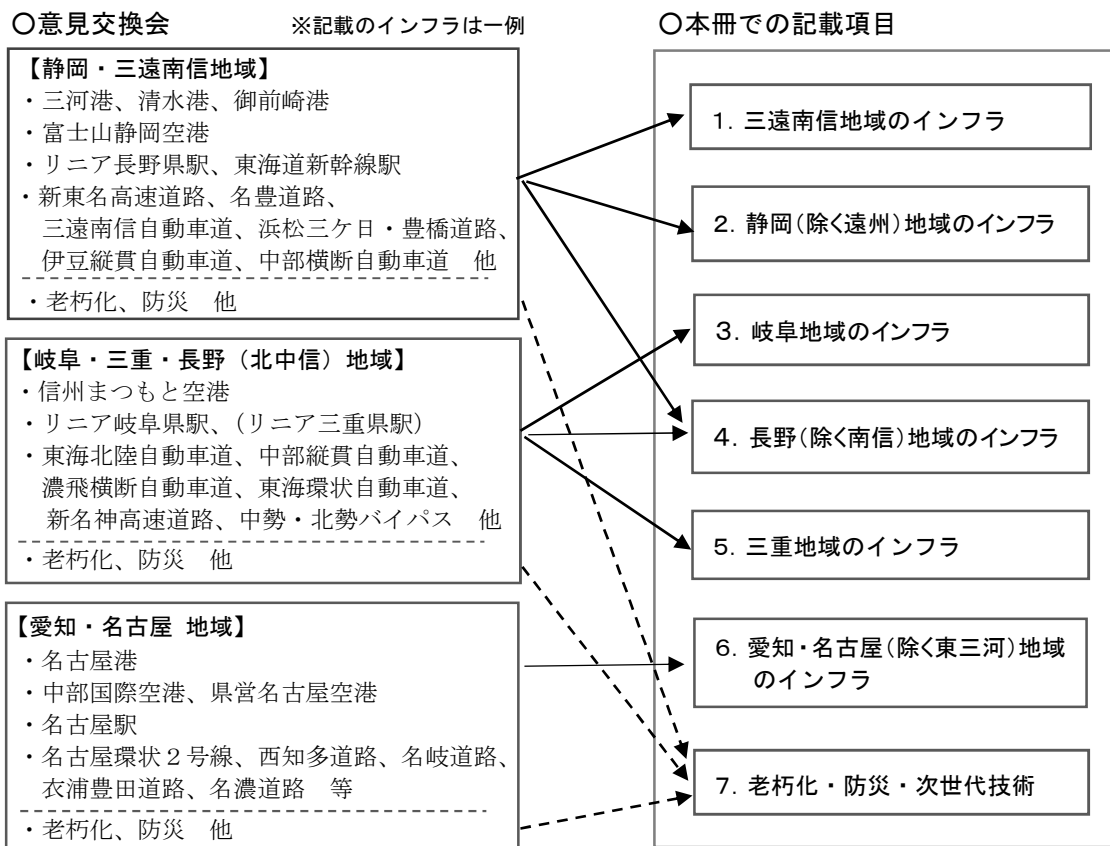 〇意見交換会
※記載のインフラは一例
【静岡・三遠南信地域】
・三河港、清水港、御前崎港
・富士山静岡空港
・リニア長野県駅、東海道新幹線駅
・新東名高速道路、名豊道路、
三遠南信自動車道、浜松三ケ日・豊橋道路、
伊豆縦貫自動車道、中部横断自動車道　他
・老朽化、防災　他
【岐阜・三重・長野（北中信）地域】
・信州まつもと空港
・リニア岐阜県駅、（リニア三重県駅）
・東海北陸自動車道、中部縦貫自動車道、
濃飛横断自動車道、東海環状自動車道、
新名神高速道路、中勢・北勢バイパス　他
・老朽化、防災　他
【愛知・名古屋 地域】
・名古屋港
・中部国際空港、県営名古屋空港
・名古屋駅
・名古屋環状２号線、西知多道路、名岐道路、
衣浦豊田道路、名濃道路　等
・老朽化、防災　他
〇本冊での記載項目
１．三遠南信地域のインフラ
２．静岡（除く遠州）地域のインフラ
３．岐阜地域のインフラ
４．長野（除く南信）地域のインフラ
５．三重地域のインフラ
６．愛知・名古屋（除く東三河）地域
のインフラ
７．老朽化・防災・次世代技術